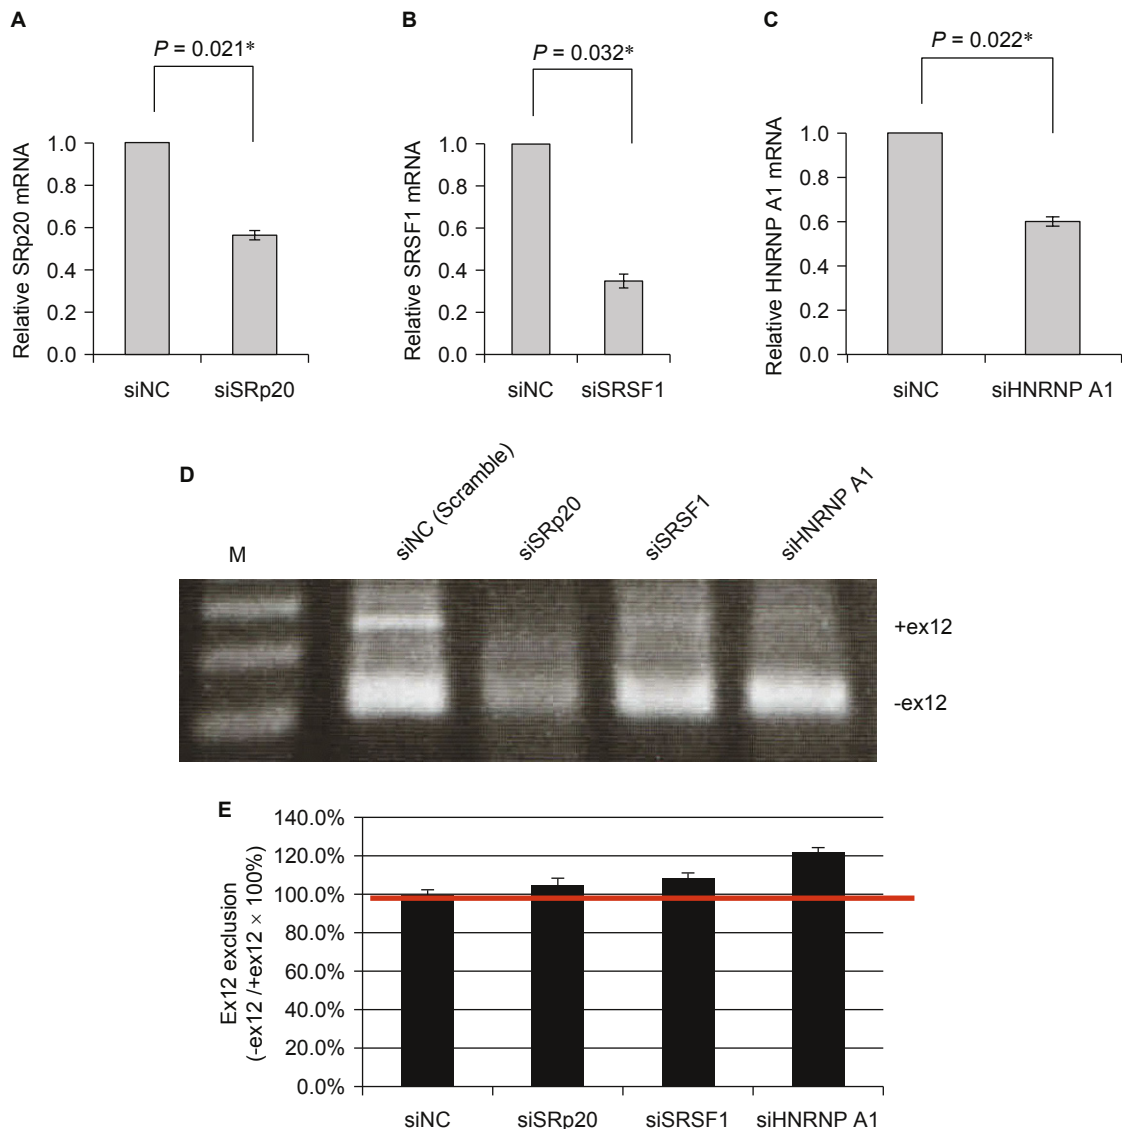 A
P = 0.021*
Relative SRp20 mRNA
1.0
0.8
0.6
0.4
0.2
0.0
siNC
siSRp20
B
P = 0.032*
Relative SRSF1 mRNA
1.0
0.8
0.6
0.4
0.2
0.0
siNC
siSRSF1
C
P = 0.022*
Relative HNRNP A1 mRNA
1.0
0.8
0.6
0.4
0.2
0.0
siNC
siHNRNP A1
D
M
siNC (Scramble)
siSRp20
siSRSF1
siHNRNP A1
+ex12
-ex12
E
Ex12 exclusion
(-ex12 /+ex12 × 100%)
140.0%
120.0%
100.0%
80.0%
60.0%
40.0%
20.0%
0.0%
siNC
siSRp20
siSRSF1
siHNRNP A1